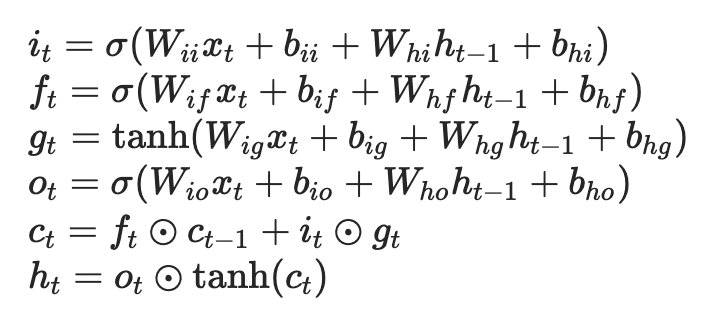 i_t = σ(W_{ii}x_t + b_{ii} + W_{hi}h_{t−1} + b_{hi})
f_t = σ(W_{if}x_t + b_{if} + W_{hf}h_{t−1} + b_{hf})
g_t = tanh(W_{ig}x_t + b_{ig} + W_{hg}h_{t−1} + b_{hg})
o_t = σ(W_{io}x_t + b_{io} + W_{ho}h_{t−1} + b_{ho})
c_t = f_t ⊙ c_{t−1} + i_t ⊙ g_t
h_t = o_t ⊙ tanh(c_t)